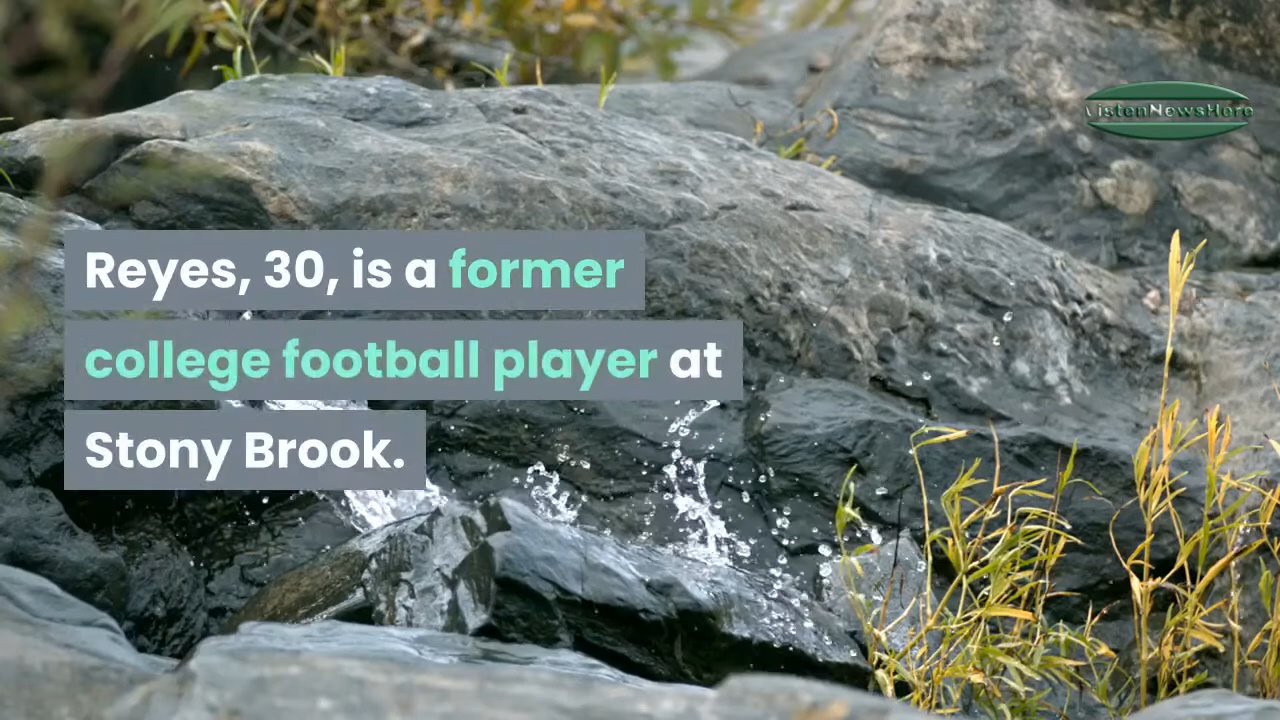 ListenNewsHere
Reyes, 30, is a former
college football player at
Stony Brook.